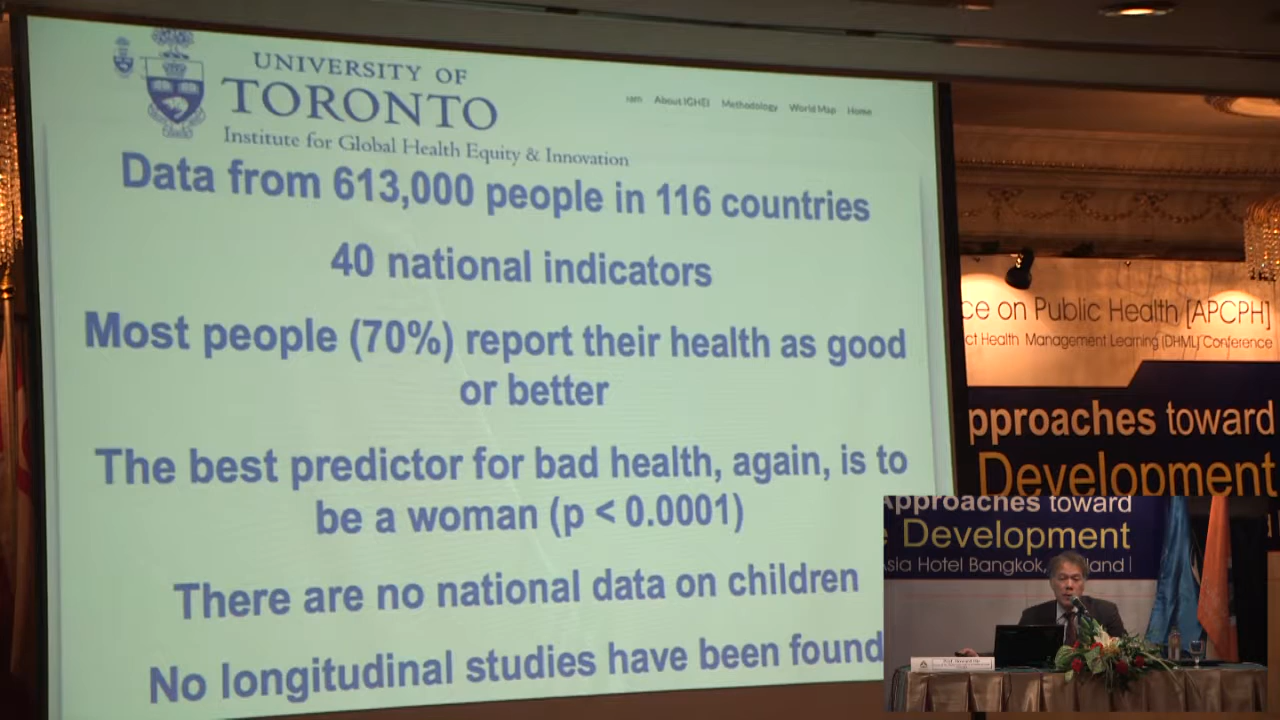 UNIVERSITY OF
TORONTO
Institute for Global Health Equity & Innovation
About IGHEI Methodology World Map Home
Data from 613,000 people in 116 countries
40 national indicators
Most people (70%) report their health as good
or better
The best predictor for bad health, again, is to
be a woman (p < 0.0001)
There are no national data on children
No longitudinal studies have been found
ce on Public Health [APCPH]
ct Health Management Learning (DHML) Conference
pproaches toward
Development
Approaches toward
Development
Asia Hotel Bangkok,